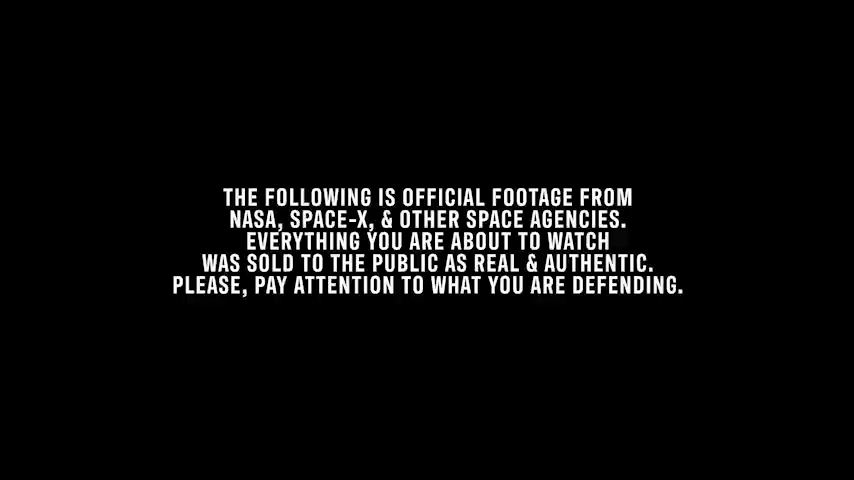 THE FOLLOWING IS OFFICIAL FOOTAGE FROM
NASA, SPACE-X, & OTHER SPACE AGENCIES.
EVERYTHING YOU ARE ABOUT TO WATCH
WAS SOLD TO THE PUBLIC AS REAL & AUTHENTIC.
PLEASE, PAY ATTENTION TO WHAT YOU ARE DEFENDING.